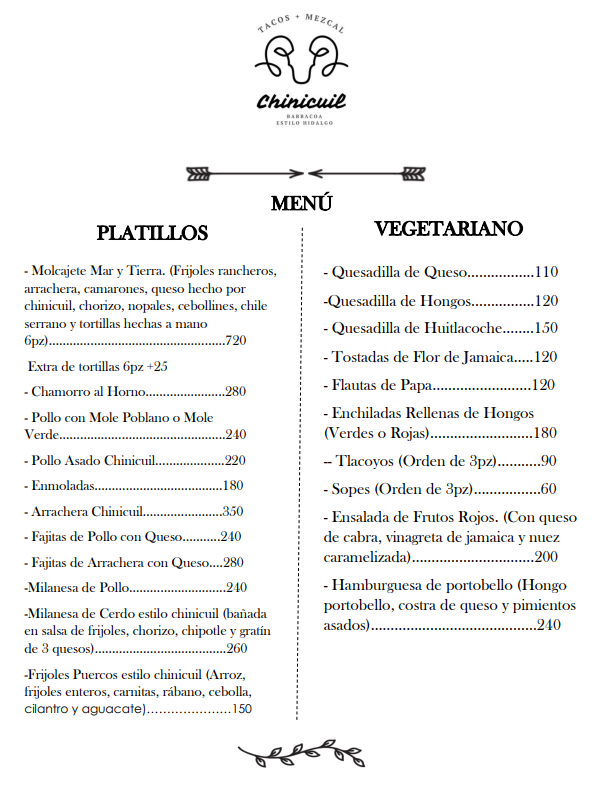 TACOS + MEZCAL
Chinicuil
BARBACOA
ESTILO HIDALGO
MENÚ
PLATILLOS
- Molcajete Mar y Tierra. (Frijoles rancheros,
arrachera, camarones, queso hecho por
chinicuil, chorizo, nopales, cebollines, chile
serrano y tortillas hechas a mano
6pz)......................................................720
Extra de tortillas 6pz +25
- Chamorro al Horno........................280
- Pollo con Mole Poblano o Mole
Verde...................................................240
- Pollo Asado Chinicuil.....................220
- Enmoladas.......................................180
- Arrachera Chinicuil........................350
- Fajitas de Pollo con Queso...........240
- Fajitas de Arrachera con Queso....280
-Milanesa de Pollo.............................240
-Milanesa de Cerdo estilo chinicuil (bañada
en salsa de frijoles, chorizo, chipotle y gratín
de 3 quesos)........................................260
-Frijoles Puercos estilo chinicuil (Arroz,
frijoles enteros, carnitas, rábano, cebolla,
cilantro y aguacate).....................150
VEGETARIANO
- Quesadilla de Queso.................110
-Quesadilla de Hongos................120
- Quesadilla de Huitlacoche........150
- Tostadas de Flor de Jamaica.....120
- Flautas de Papa.........................120
- Enchiladas Rellenas de Hongos
(Verdes o Rojas)..........................180
-- Tlacoyos (Orden de 3pz)...........90
- Sopes (Orden de 3pz).................60
- Ensalada de Frutos Rojos. (Con queso
de cabra, vinagreta de jamaica y nuez
caramelizada)...............................200
- Hamburguesa de portobello (Hongo
portobello, costra de queso y pimientos
asados)..........................................240